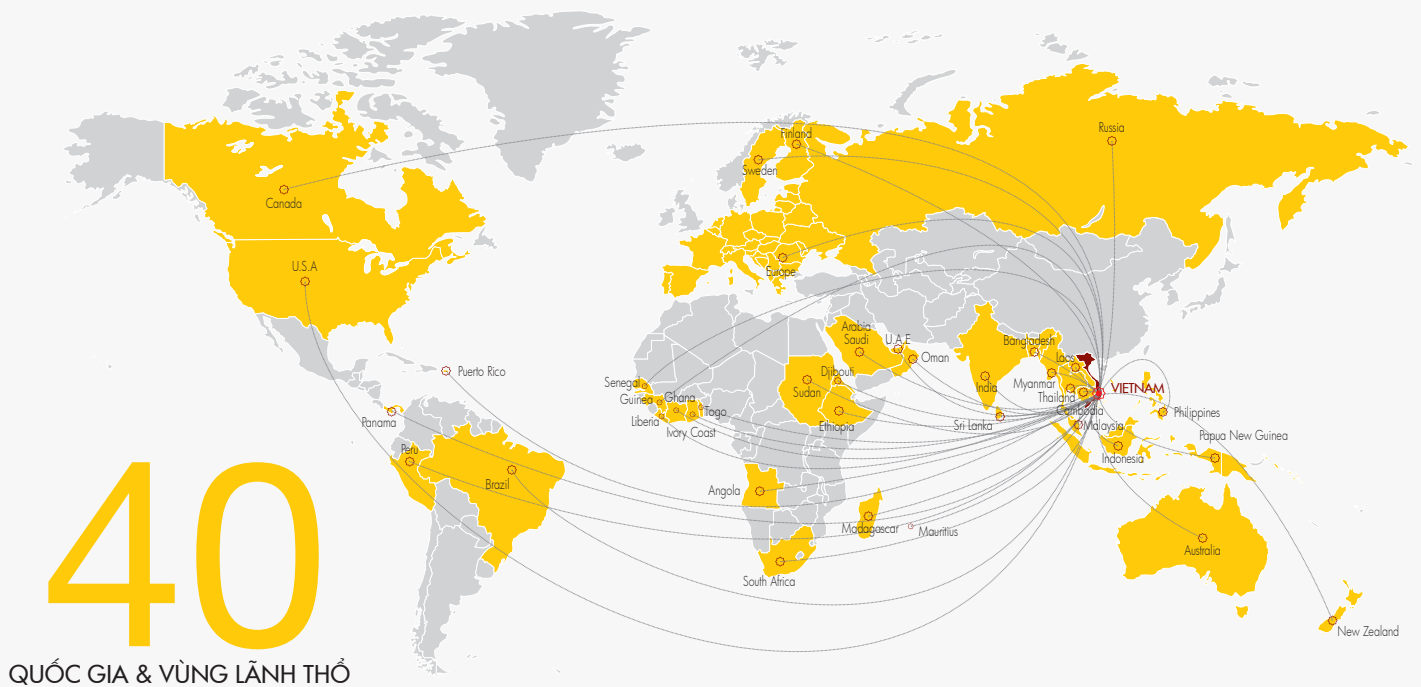 Russia
Finland
Sweden
Canada
U.S.A
Europe
Arabia
Saudi
U.A.E
Oman
Bangladesh
Laos
Puerto Rico
Senegal
Djibouti
Sudan
India
Myanmar
Thailand
VIETNAM
Guinea
Ghana
Togo
Cambodia
Philippines
Panama
Liberia
Ivory Coast
Ethiopia
Sri Lanka
Malaysia
Papua New Guinea
Peru
Indonesia
Brazil
Angola
Madagascar
Mauritius
Australia
South Africa
New Zealand
40
QUỐC GIA & VÙNG LÃNH THỔ